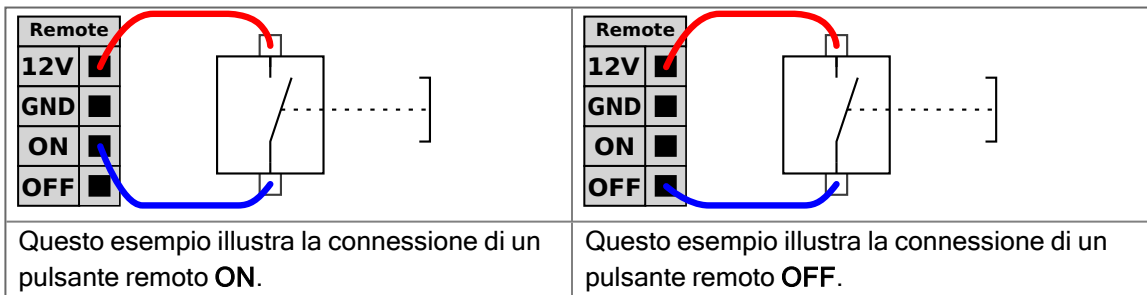 Remote
12V
GND
ON
OFF
Questo esempio illustra la connessione di un
pulsante remoto ON.
Remote
12V
GND
ON
OFF
Questo esempio illustra la connessione di un
pulsante remoto OFF.